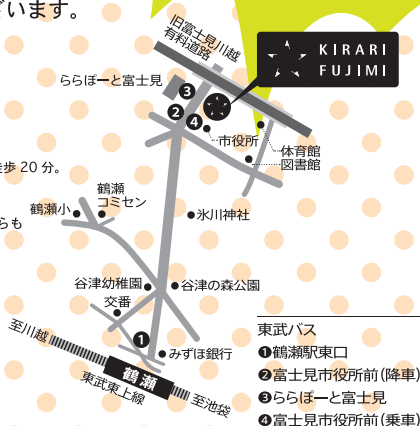 ざいます。
旧富士見川越
有料道路
KIRARI
FUJIMI
ららぽーと富士見
❸
❷
❹
市役所
体育館
図書館
徒歩 20 分。
鶴瀬
コミセン
鶴瀬小
らも
氷川神社
谷津幼稚園
谷津の森公園
交番
❶
みずほ銀行
至川越
鶴瀬
東武東上線
至池袋
東武バス
❶鶴瀬駅東口
❷富士見市役所前(降車)
❸ららぽーと富士見
❹富士見市役所前(乗車)